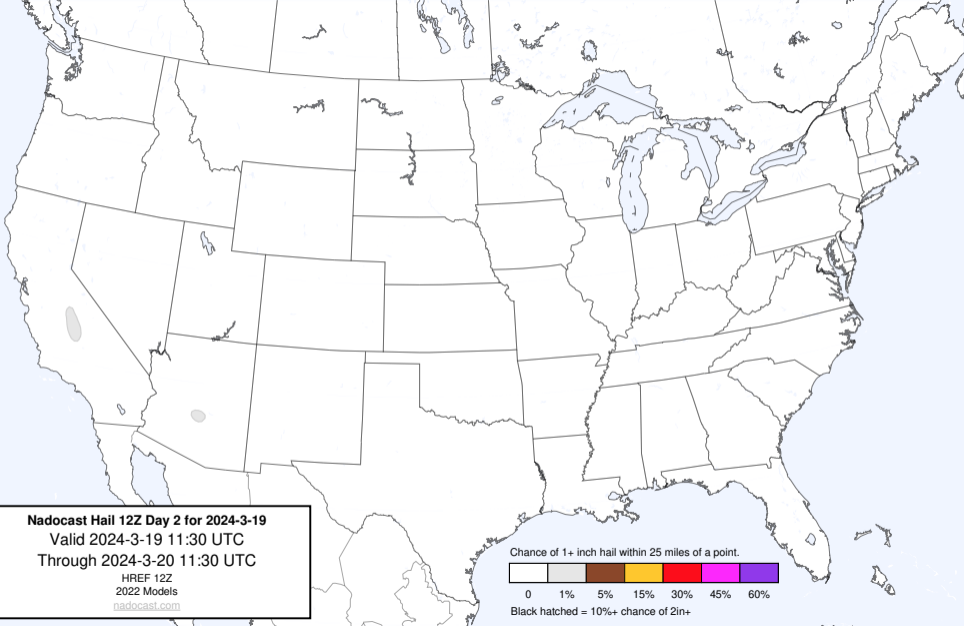 Nadocast Hail 12Z Day 2 for 2024-3-19
Valid 2024-3-19 11:30 UTC
Through 2024-3-20 11:30 UTC
HREF 12Z
2022 Models
nadocast.com
Chance of 1+ inch hail within 25 miles of a point.
0 1% 5% 15% 30% 45% 60%
Black hatched = 10%+ chance of 2in+